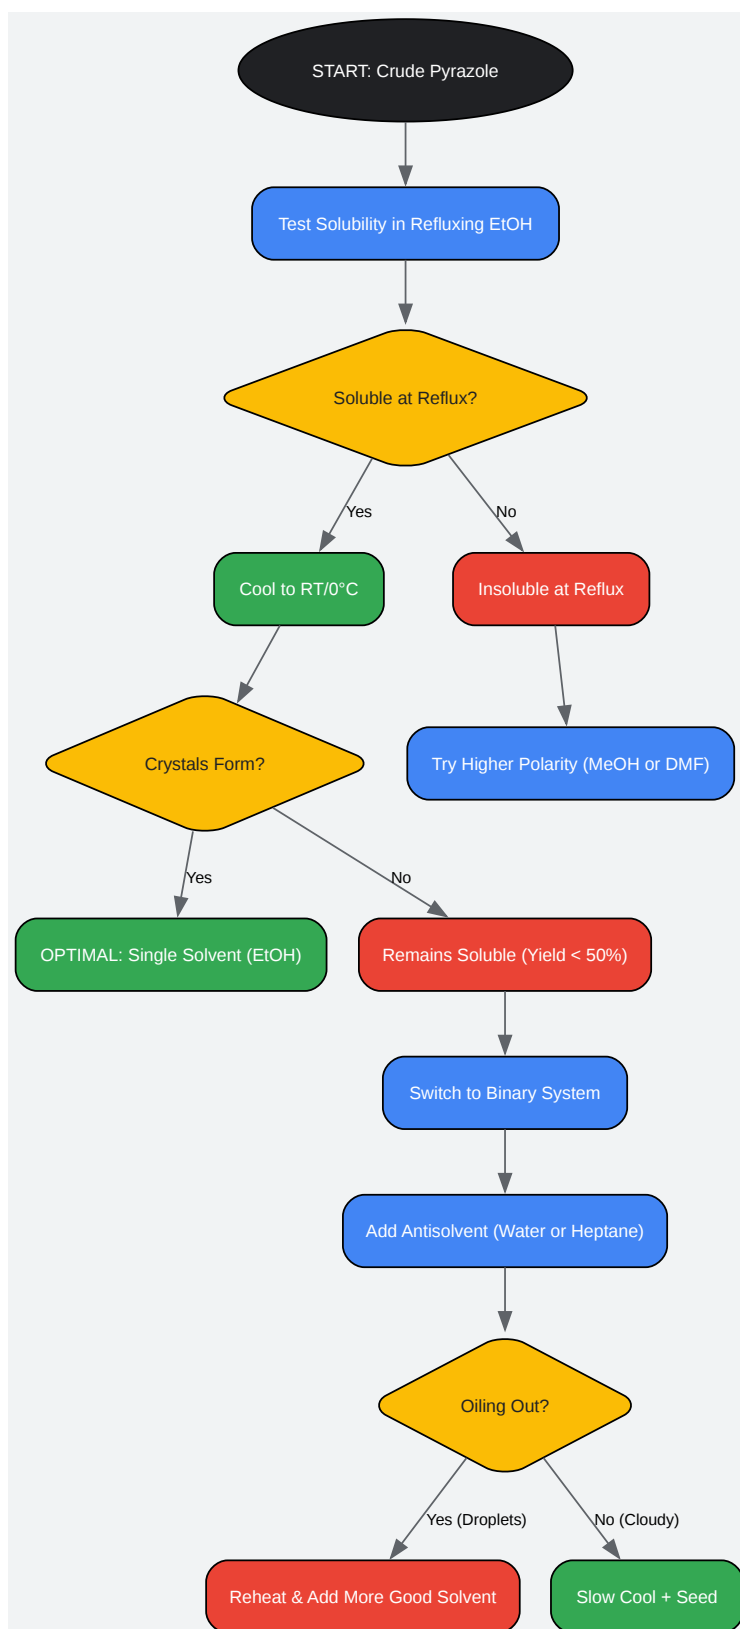 START: Crude Pyrazole
Test Solubility in Refluxing EtOH
Soluble at Reflux?
Yes
No
Cool to RT/0°C
Insoluble at Reflux
Crystals Form?
Try Higher Polarity (MeOH or DMF)
Yes
No
OPTIMAL: Single Solvent (EtOH)
Remains Soluble (Yield < 50%)
Switch to Binary System
Add Antisolvent (Water or Heptane)
Oiling Out?
Yes (Droplets)
No (Cloudy)
Reheat & Add More Good Solvent
Slow Cool + Seed